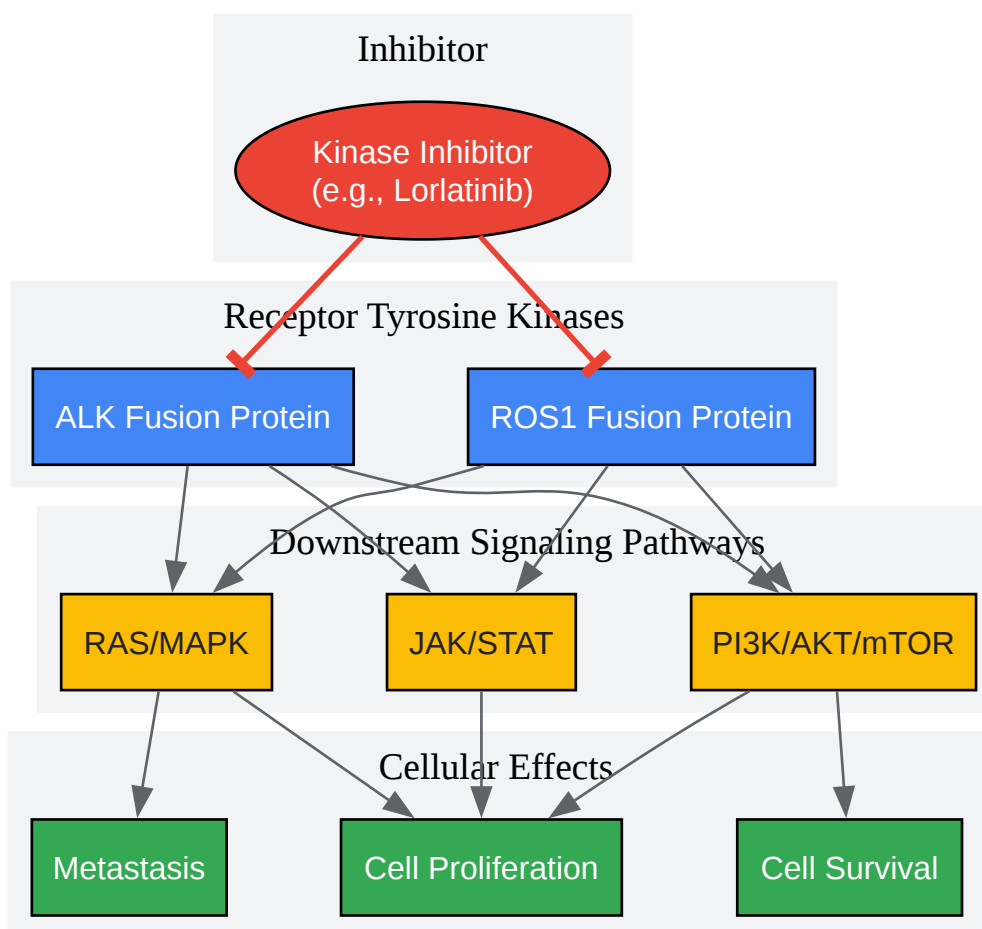 Inhibitor
Kinase Inhibitor
(e.g., Lorlatinib)
Receptor Tyrosine Kinases
ALK Fusion Protein
ROS1 Fusion Protein
Downstream Signaling Pathways
RAS/MAPK
JAK/STAT
PI3K/AKT/mTOR
Cellular Effects
Metastasis
Cell Proliferation
Cell Survival